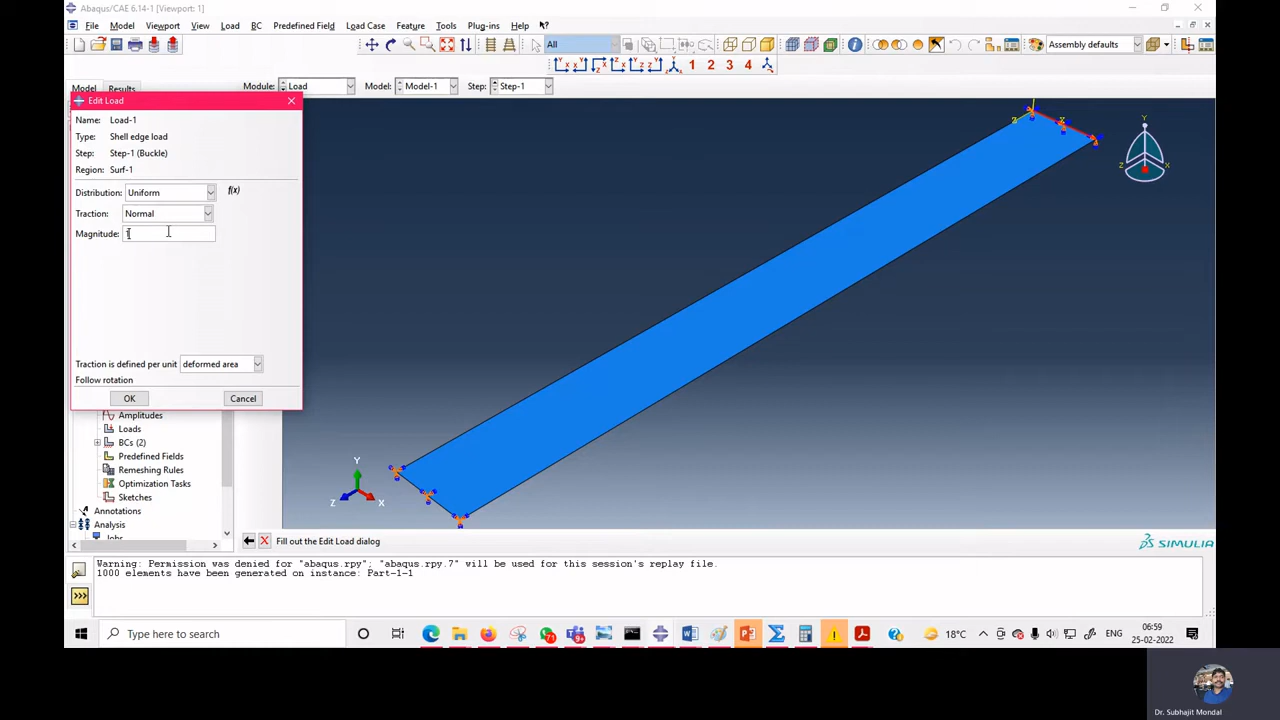 Abaqus/CAE 6.14-1 [Viewport: 1]
File Model Viewport View Load BC Predefined Field Load Case Feature Tools Plug-ins Help
All
Assembly defaults
1 2 3 4
Model Results
Module: Load Model: Model-1 Step: Step-1
Edit Load
Name: Load-1
Type: Shell edge load
Step: Step-1 (Buckle)
Region: Surf-1
Distribution: Uniform f(x)
Traction: Normal
Magnitude: 1
Traction is defined per unit deformed area
Follow rotation
OK Cancel
Amplitudes
Loads
BCs (2)
Predefined Fields
Remeshing Rules
Optimization Tasks
Sketches
Annotations
Analysis
Jobs
Z X
Y
Z X
Y
Z X
Fill out the Edit Load dialog
SIMULIA
Warning: Permission was denied for "abaqus.rpy"; "abaqus.rpy.7" will be used for this session's replay file.
1000 elements have been generated on instance: Part-1-1
>>>
Type here to search
71
9+
18°C
ENG
06:59
25-02-2022
Dr. Subhajit Mondal